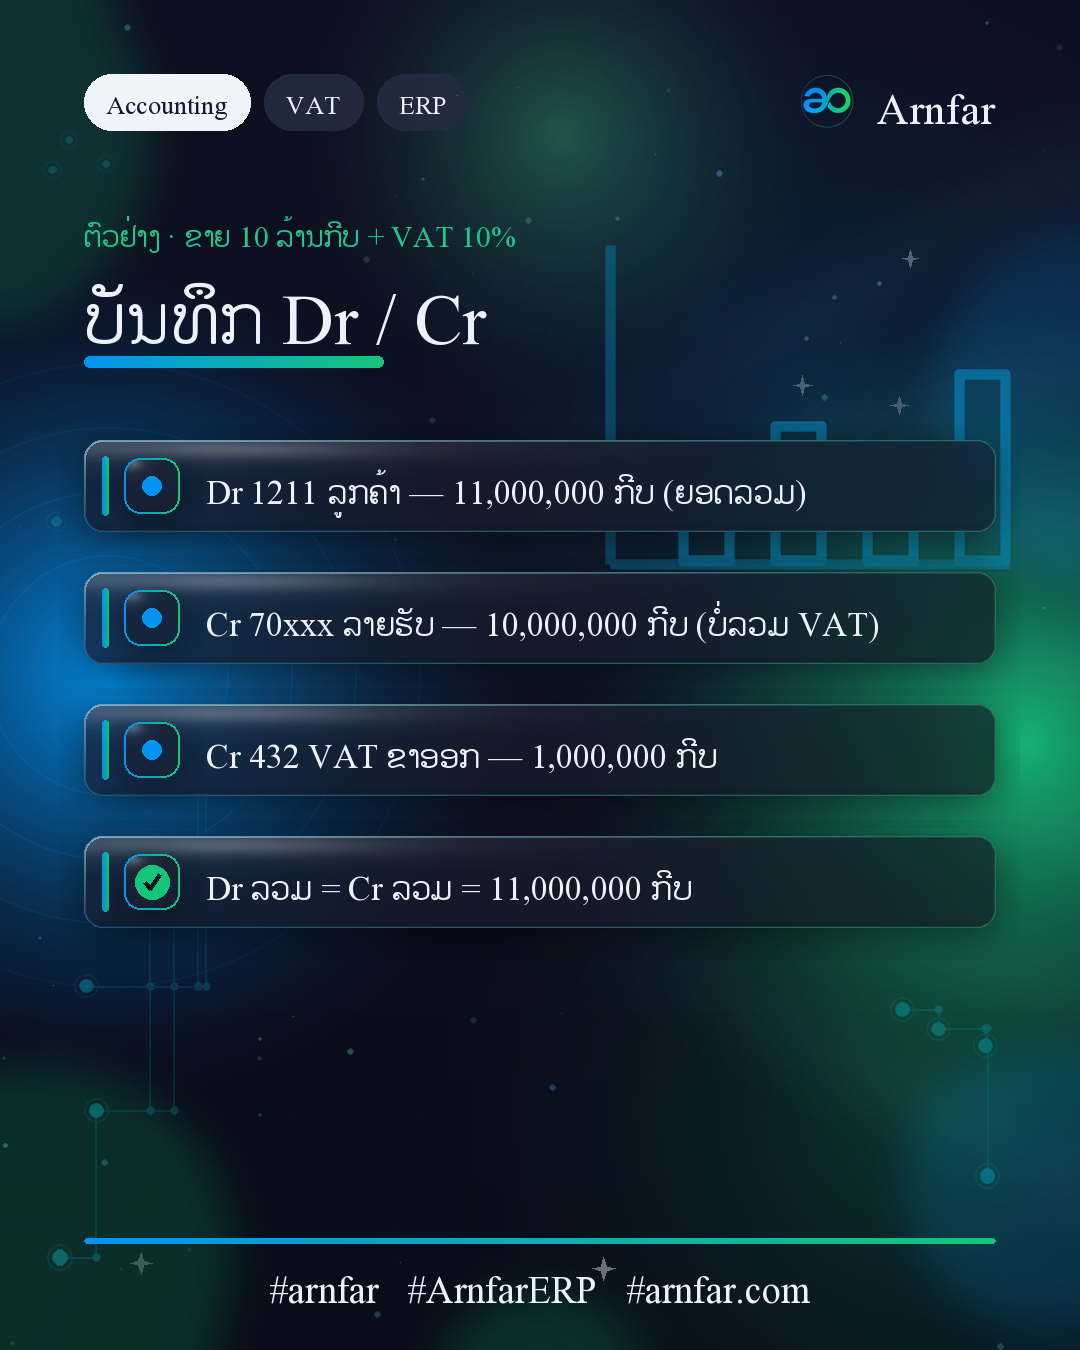 Accounting VAT ERP
Arnfar
ຕົວຢ່າງ · ຂາຍ 10 ລ້ານກີບ + VAT 10%
ບັນທຶກ Dr / Cr
Dr 1211 ລູກຄ້າ — 11,000,000 ກີບ (ຍອດລວມ)
Cr 70xxx ລາຍຮັບ — 10,000,000 ກີບ (ບໍ່ລວມ VAT)
Cr 432 VAT ຂາອອກ — 1,000,000 ກີບ
Dr ລວມ = Cr ລວມ = 11,000,000 ກີບ
#arnfar #ArnfarERP #arnfar.com